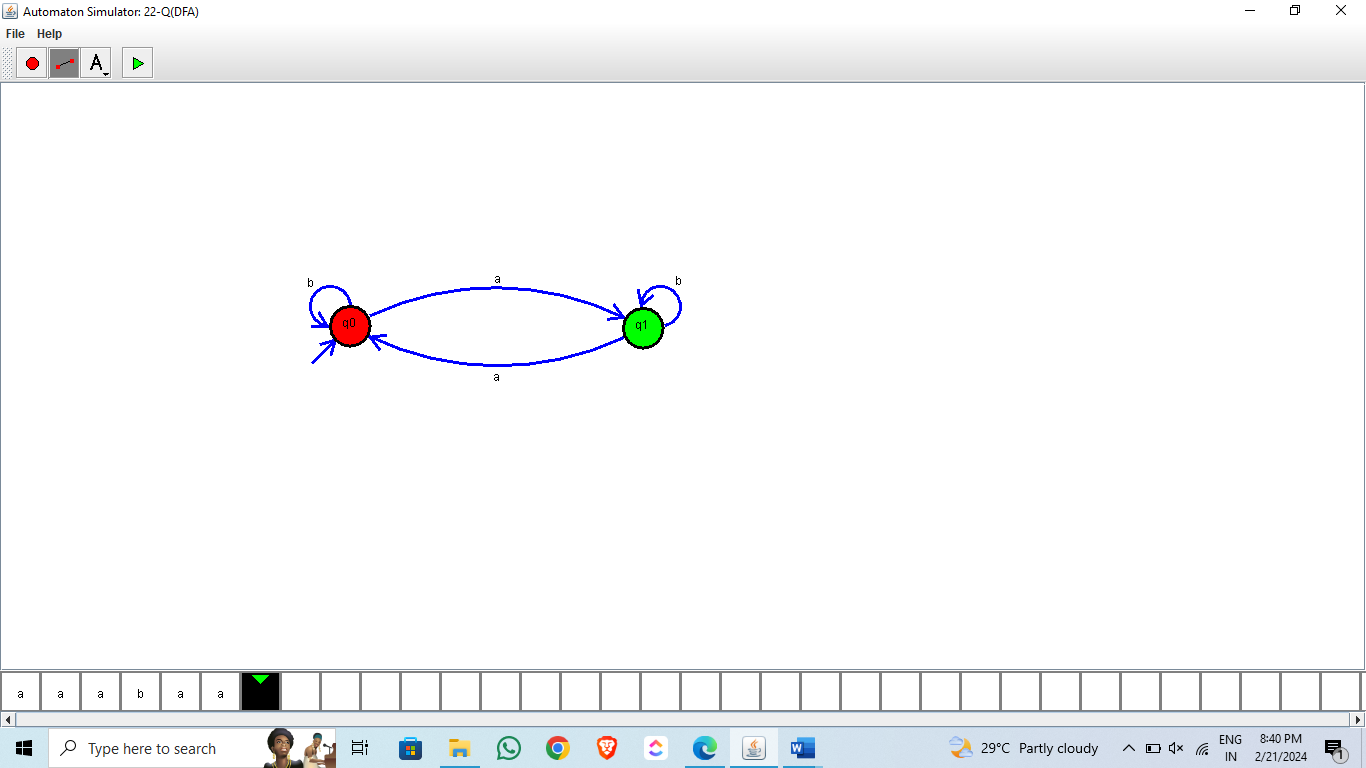 Automaton Simulator: 22-Q(DFA)
File Help
A
b a b
q0 q1
a
a a a b a a
Type here to search
29°C Partly cloudy
ENG
IN
8:40 PM
2/21/2024
1